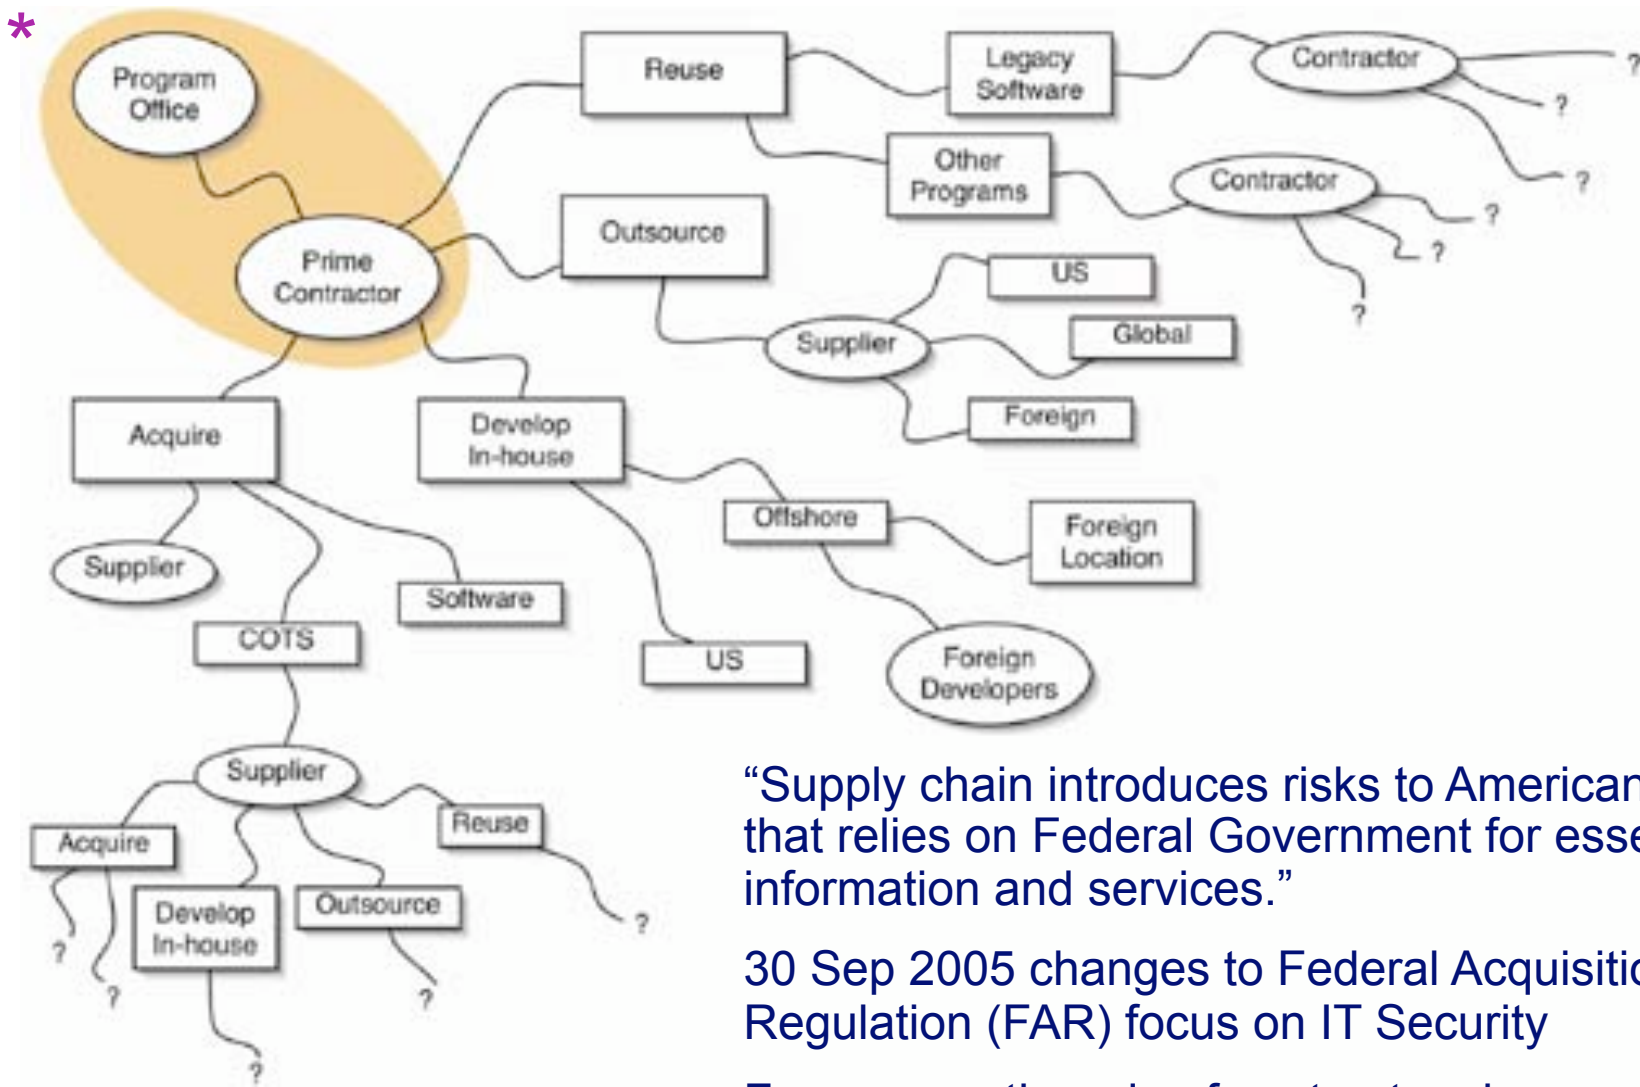 *
Program
Office
Prime
Contractor
Reuse
Legacy
Software
Contractor
?
?
?
Other
Programs
Contractor
?
?
?
Outsource
Supplier
US
Global
Foreign
Acquire
Supplier
COTS
Software
Develop
In-house
Offshore
Foreign
Location
US
Foreign
Developers
Supplier
Acquire
?
?
Develop
In-house
?
Outsource
?
Reuse
?
“Supply chain introduces risks to American
that relies on Federal Government for esse
information and services.”
30 Sep 2005 changes to Federal Acquisitio
Regulation (FAR) focus on IT Security